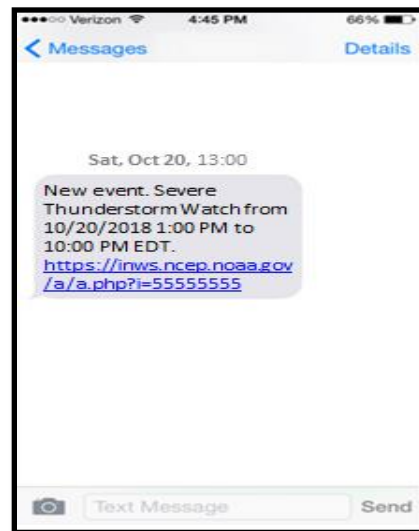 Verizon 4:45 PM 66%
Messages Details
Sat, Oct 20, 13:00
New event. Severe
Thunderstorm Watch from
10/20/2018 1:00 PM to
10:00 PM EDT.
https://inws.ncep.noaa.gov
/a/a.php?i=55555555
Text Message Send